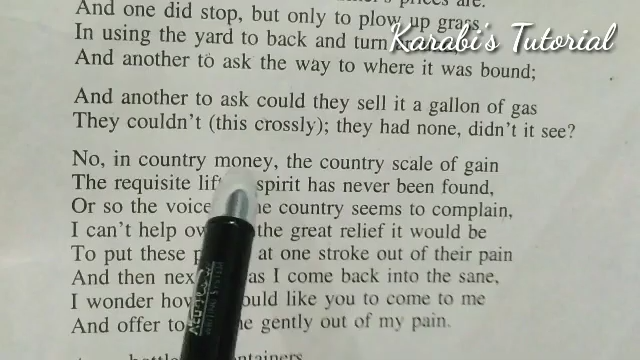 prices are.
And one did stop, but only to plow up grass
In using the yard to back and turn
Karabi's Tutorial
And another to ask the way to where it was bound;
And another to ask could they sell it a gallon of gas
They couldn't (this crossly); they had none, didn't it see?
No, in country money, the country scale of gain
The requisite lift spirit has never been found,
Or so the voice the country seems to complain,
I can't help the great relief it would be
To put these at one stroke out of their pain
And then next as I come back into the sane,
I wonder how would like you to come to me
And offer to gently out of my pain.